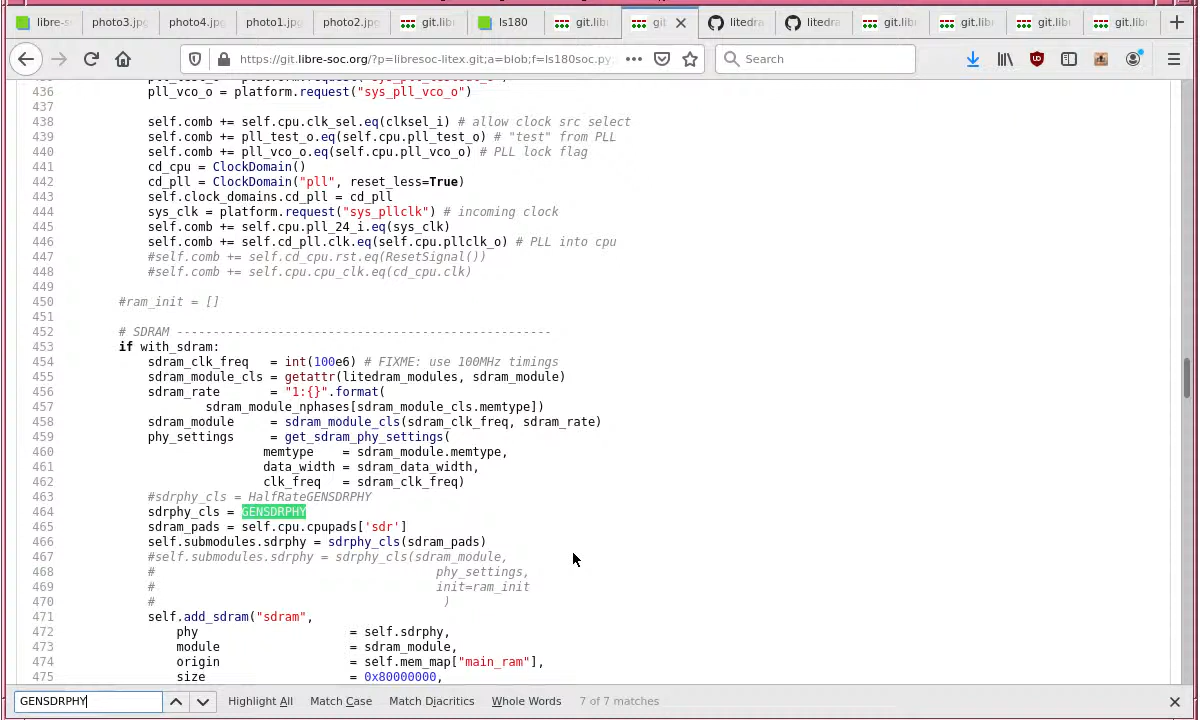 libre-s photo3.jpg photo4.jpg photo1.jpg photo2.jpg git.lib ls180 git.lib git. litedra litedra git.lib git.lib git.lib git.lib
https://git.libre-soc.org/?p=libresoc-litex.git;a=blob;f=ls180soc.py; Search
436 pll_vco_o = platform.request("sys_pll_vco_o")
437
438 self.comb += self.cpu.clk_sel.eq(clksel_i) # allow clock src select
439 self.comb += pll_test_o.eq(self.cpu.pll_test_o) # "test" from PLL
440 self.comb += pll_vco_o.eq(self.cpu.pll_vco_o) # PLL lock flag
441 cd_cpu = ClockDomain()
442 cd_pll = ClockDomain("pll", reset_less=True)
443 self.clock_domains.cd_pll = cd_pll
444 sys_clk = platform.request("sys_pllclk") # incoming clock
445 self.comb += self.cpu.pll_24_i.eq(sys_clk)
446 self.comb += self.cd_pll.clk.eq(self.cpu.pllclk_o) # PLL into cpu
447 #self.comb += self.cd_cpu.rst.eq(ResetSignal())
448 #self.comb += self.cpu.cpu_clk.eq(cd_cpu.clk)
449
450 #ram_init = []
451
452 # SDRAM ----------------------------------------------------
453 if with_sdram:
454 sdram_clk_freq = int(100e6) # FIXME: use 100MHz timings
455 sdram_module_cls = getattr(litedram_modules, sdram_module)
456 sdram_rate = "1:{}".format(
457 sdram_module_nphases[sdram_module_cls.memtype])
458 sdram_module = sdram_module_cls(sdram_clk_freq, sdram_rate)
459 phy_settings = get_sdram_phy_settings(
460 memtype = sdram_module.memtype,
461 data_width = sdram_data_width,
462 clk_freq = sdram_clk_freq)
463 #sdrphy_cls = HalfRateGENSDRPHY
464 sdrphy_cls = GENSDRPHY
465 sdram_pads = self.cpu.cpupads['sdr']
466 self.submodules.sdrphy = sdrphy_cls(sdram_pads)
467 #self.submodules.sdrphy = sdrphy_cls(sdram_module,
468 # phy_settings,
469 # init=ram_init
470 # )
471 self.add_sdram("sdram",
472 phy = self.sdrphy,
473 module = sdram_module,
474 origin = self.mem_map["main_ram"],
475 size = 0x80000000,
GENSDRPHY Highlight All Match Case Match Diacritics Whole Words 7 of 7 matches